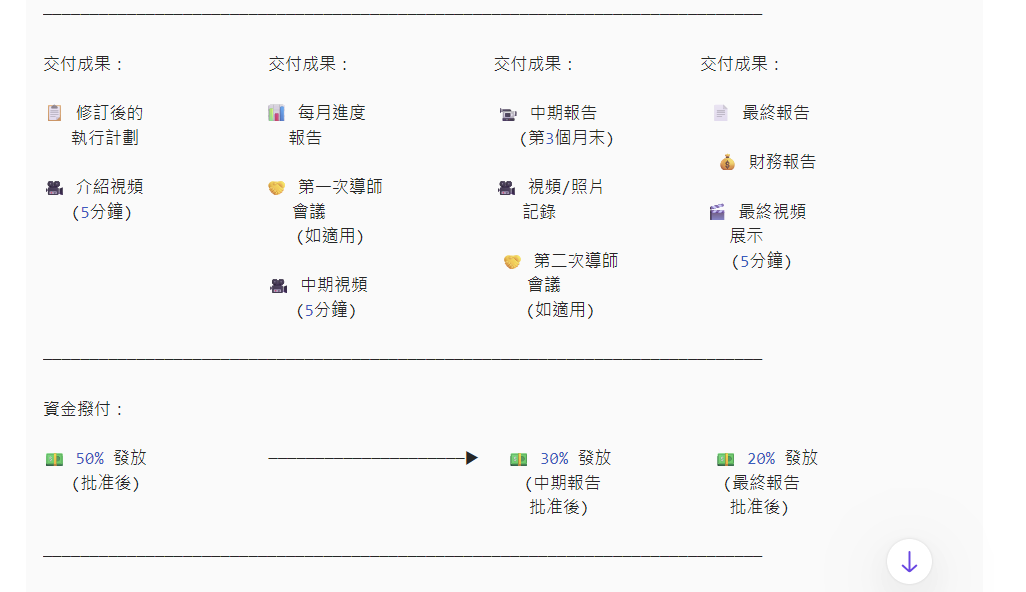 交付成果：
修訂後的
執行計劃
介紹視頻
(5分鐘)
交付成果：
每月進度
報告
第一次導師
會議
(如適用)
中期視頻
(5分鐘)
交付成果：
中期報告
(第3個月末)
視頻/照片
記錄
第二次導師
會議
(如適用)
交付成果：
最終報告
財務報告
最終視頻
展示
(5分鐘)
資金撥付：
50% 發放
(批准後)
30% 發放
(中期報告
批准後)
20% 發放
(最終報告
批准後)